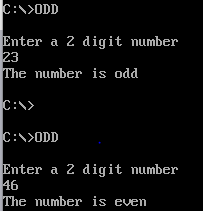 C:\>ODD
Enter a 2 digit number
23
The number is odd
C:\>
C:\>ODD
Enter a 2 digit number
46
The number is even